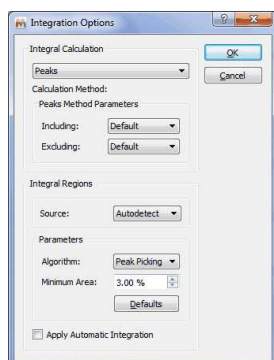 Integration Options
Integral Calculation
OK
Peaks
Cancel
Calculation Method:
Peaks Method Parameters
Including: Default
Excluding: Default
Integral Regions
Source: Autodetect
Parameters
Algorithm: Peak Picking
Minimum Area: 3.00 %
Defaults
Apply Automatic Integration